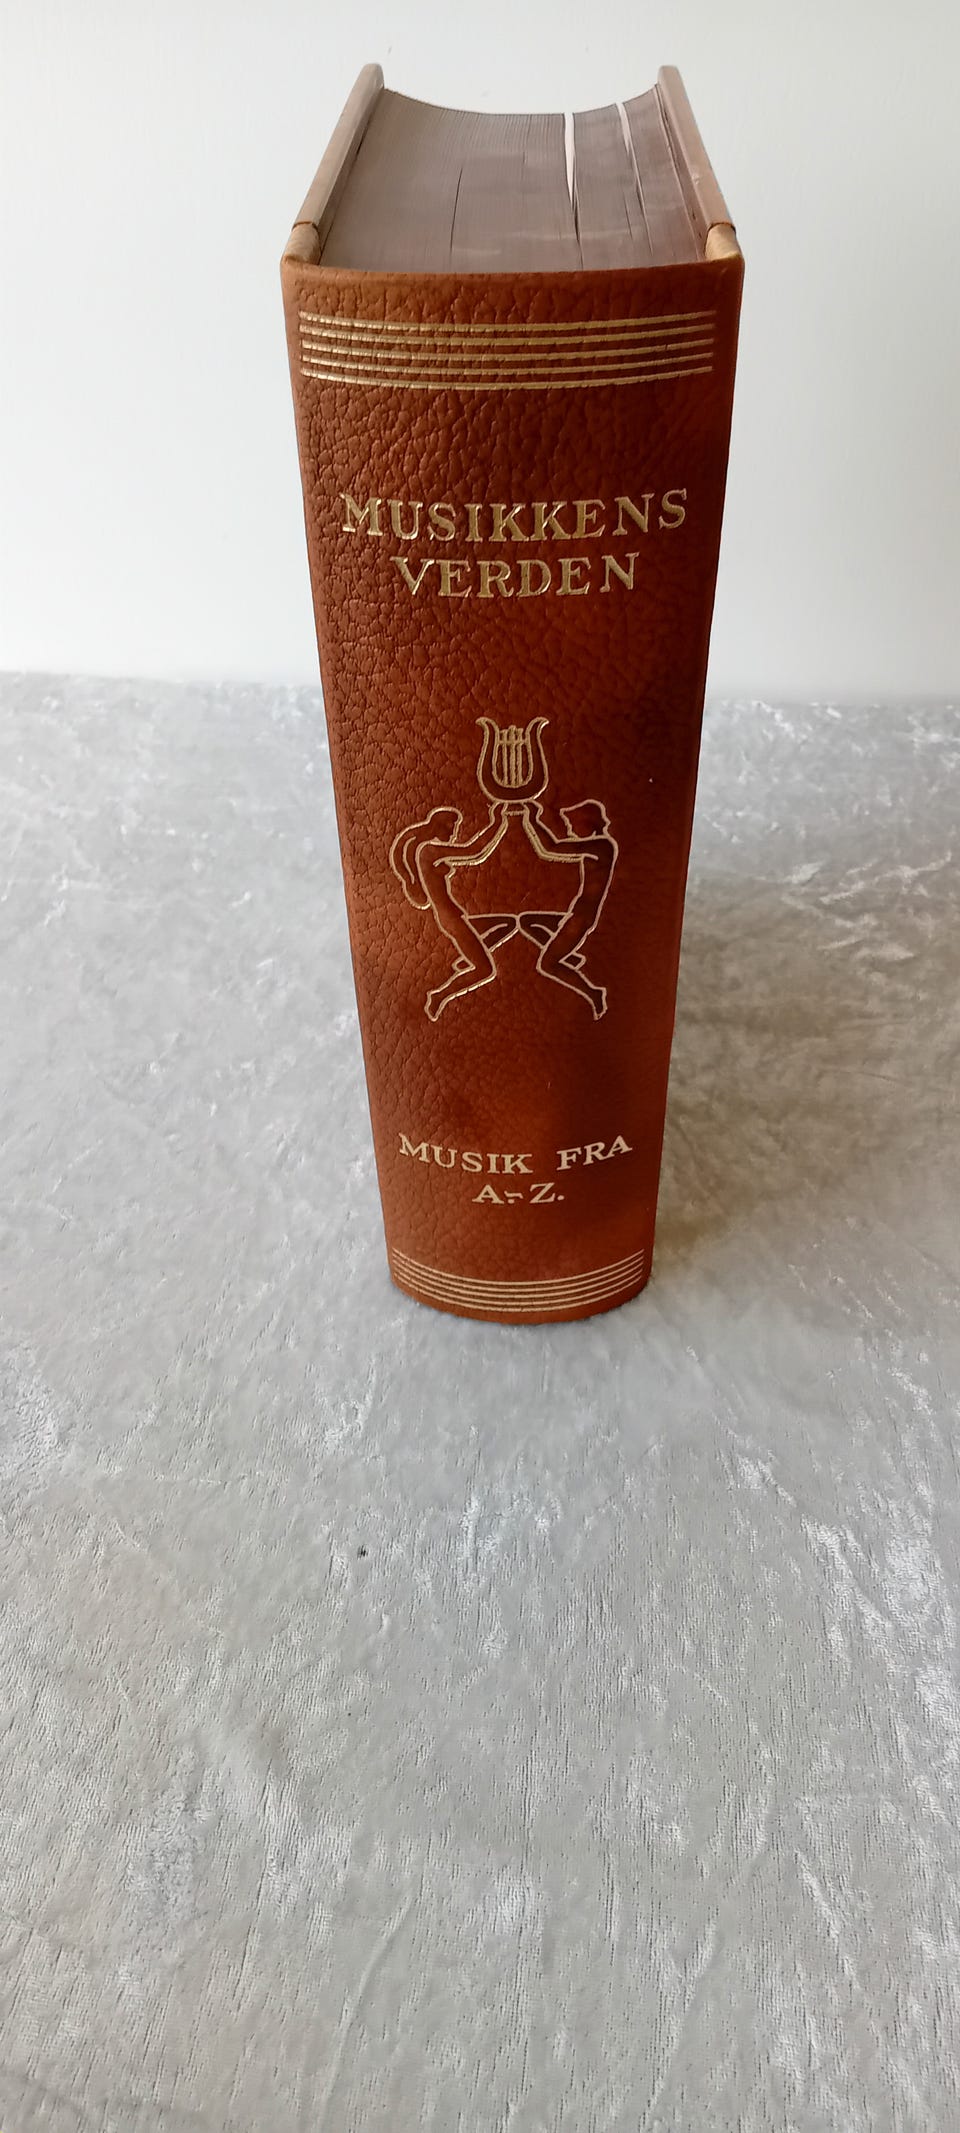 MUSIKKENS
VERDEN
MUSIK FRA
A-Z.